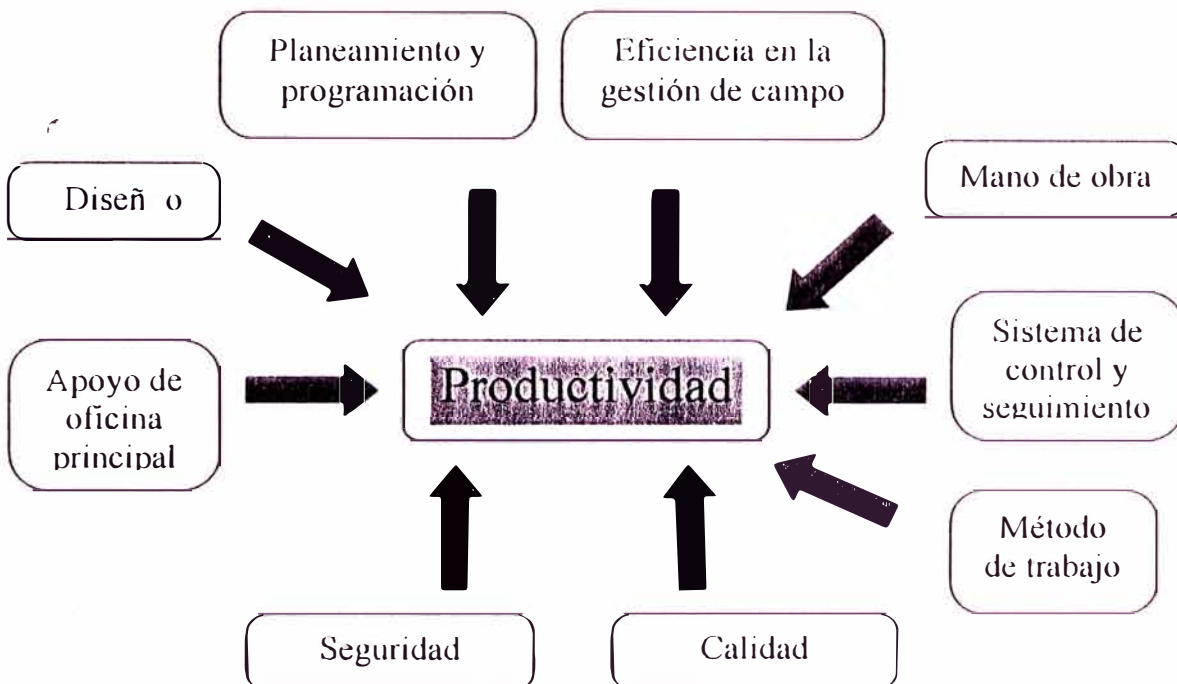 Planeamiento y
programación
Eficiencia en la
gestión de campo
Diseñ o
Mano de obra
Apoyo de
oficina
principal
Productividad
Sistema de
control y
seguimiento
Método
de trabajo
Seguridad
Calidad